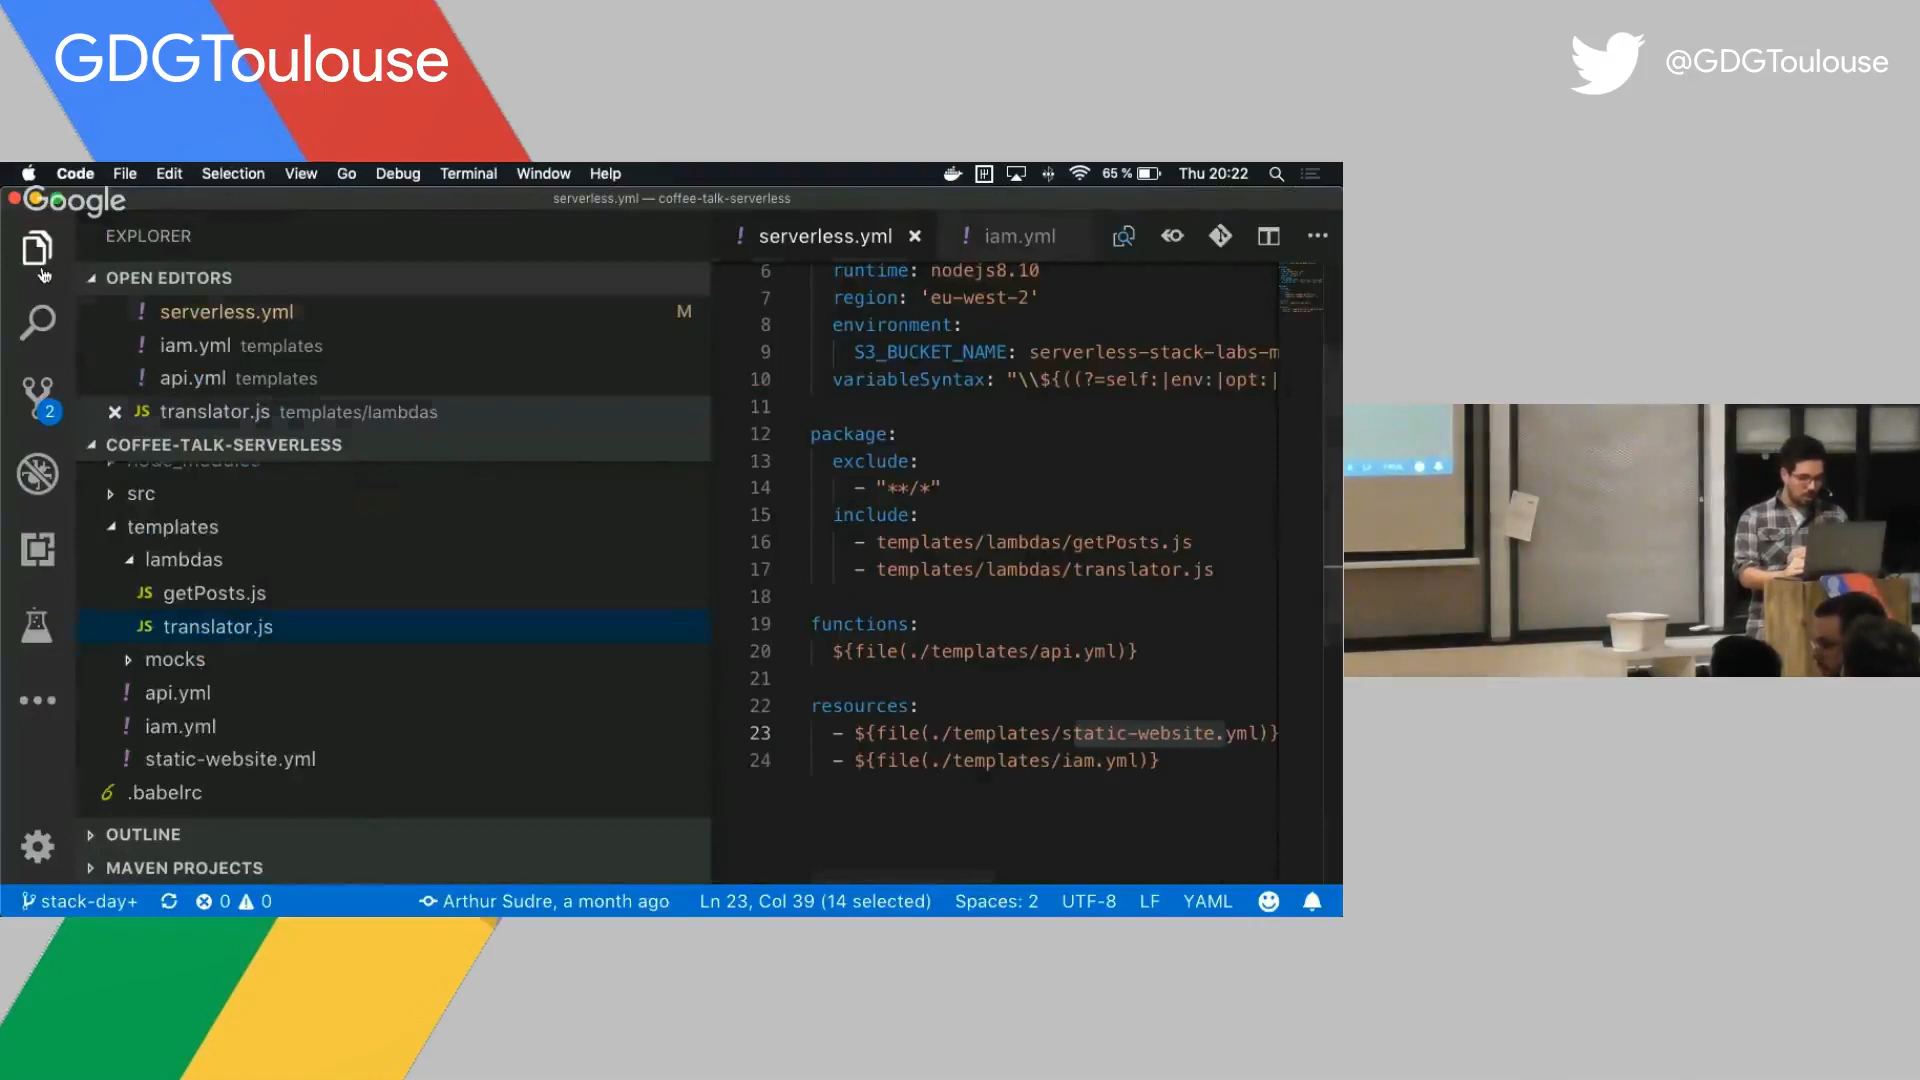 GDGToulouse
@GDGToulouse
Code File Edit Selection View Go Debug Terminal Window Help
65 % Thu 20:22
Google
serverless.yml — coffee-talk-serverless
EXPLORER
OPEN EDITORS
serverless.yml M
iam.yml templates
api.yml templates
JS translator.js templates/lambdas
2
COFFEE-TALK-SERVERLESS
node_modules
src
templates
lambdas
JS getPosts.js
JS translator.js
mocks
! api.yml
! iam.yml
! static-website.yml
6 .babelrc
OUTLINE
MAVEN PROJECTS
! serverless.yml ×
! iam.yml
6 runtime: nodejs8.10
7 region: 'eu-west-2'
8 environment:
9 S3_BUCKET_NAME: serverless-stack-labs-m
10 variableSyntax: "\\${((?=self:|env:|opt:|
11
12 package:
13 exclude:
14 - "**/*"
15 include:
16 - templates/lambdas/getPosts.js
17 - templates/lambdas/translator.js
18
19 functions:
20 ${file(./templates/api.yml)}
21
22 resources:
23 - ${file(./templates/static-website.yml)}
24 - ${file(./templates/iam.yml)}
stack-day+ 0 0 Arthur Sudre, a month ago Ln 23, Col 39 (14 selected) Spaces: 2 UTF-8 LF YAML